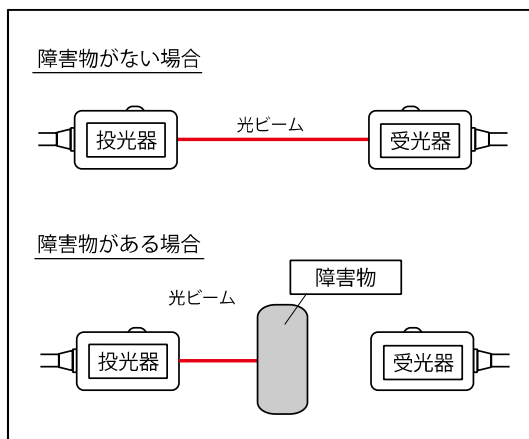 障害物がない場合
光ビーム
投光器
受光器
障害物がある場合
障害物
光ビーム
投光器
受光器